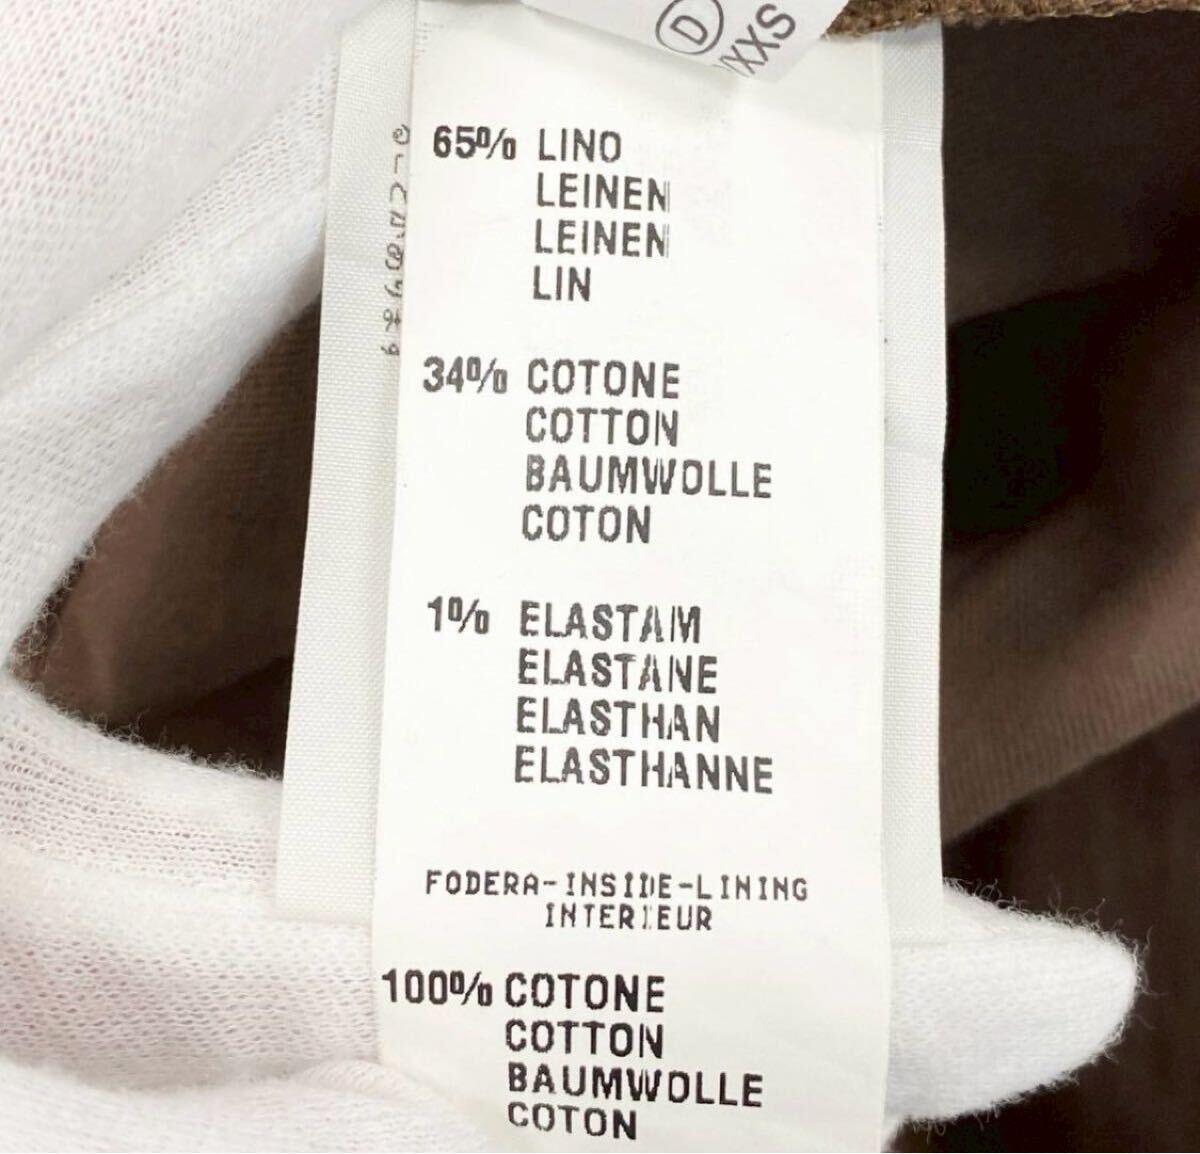 D
XXS
65% LINO
LEINEN
LEINEN
LIN
34% COTONE
COTTON
BAUMWOLLE
COTON
1% ELASTAM
ELASTANE
ELASTHAN
ELASTHANNE
FODERA-INSIDE-LINING
INTERIEUR
100% COTONE
COTTON
BAUMWOLLE
COTON